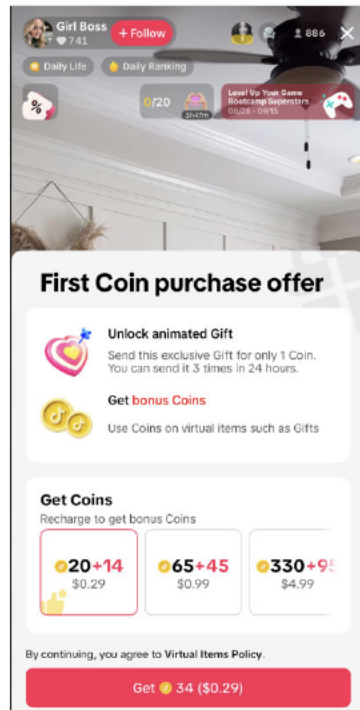 Girl Boss
741
+ Follow
886
Daily Life
Daily Ranking
%
0/20
3h47m
Level Up Your Game
Bootcamp Superstars
08/26 - 09/15
First Coin purchase offer
Unlock animated Gift
Send this exclusive Gift for only 1 Coin.
You can send it 3 times in 24 hours.
Get bonus Coins
Use Coins on virtual items such as Gifts
Get Coins
Recharge to get bonus Coins
20+14
$0.29
65+45
$0.99
330+95
$4.99
By continuing, you agree to Virtual Items Policy.
Get 34 ($0.29)